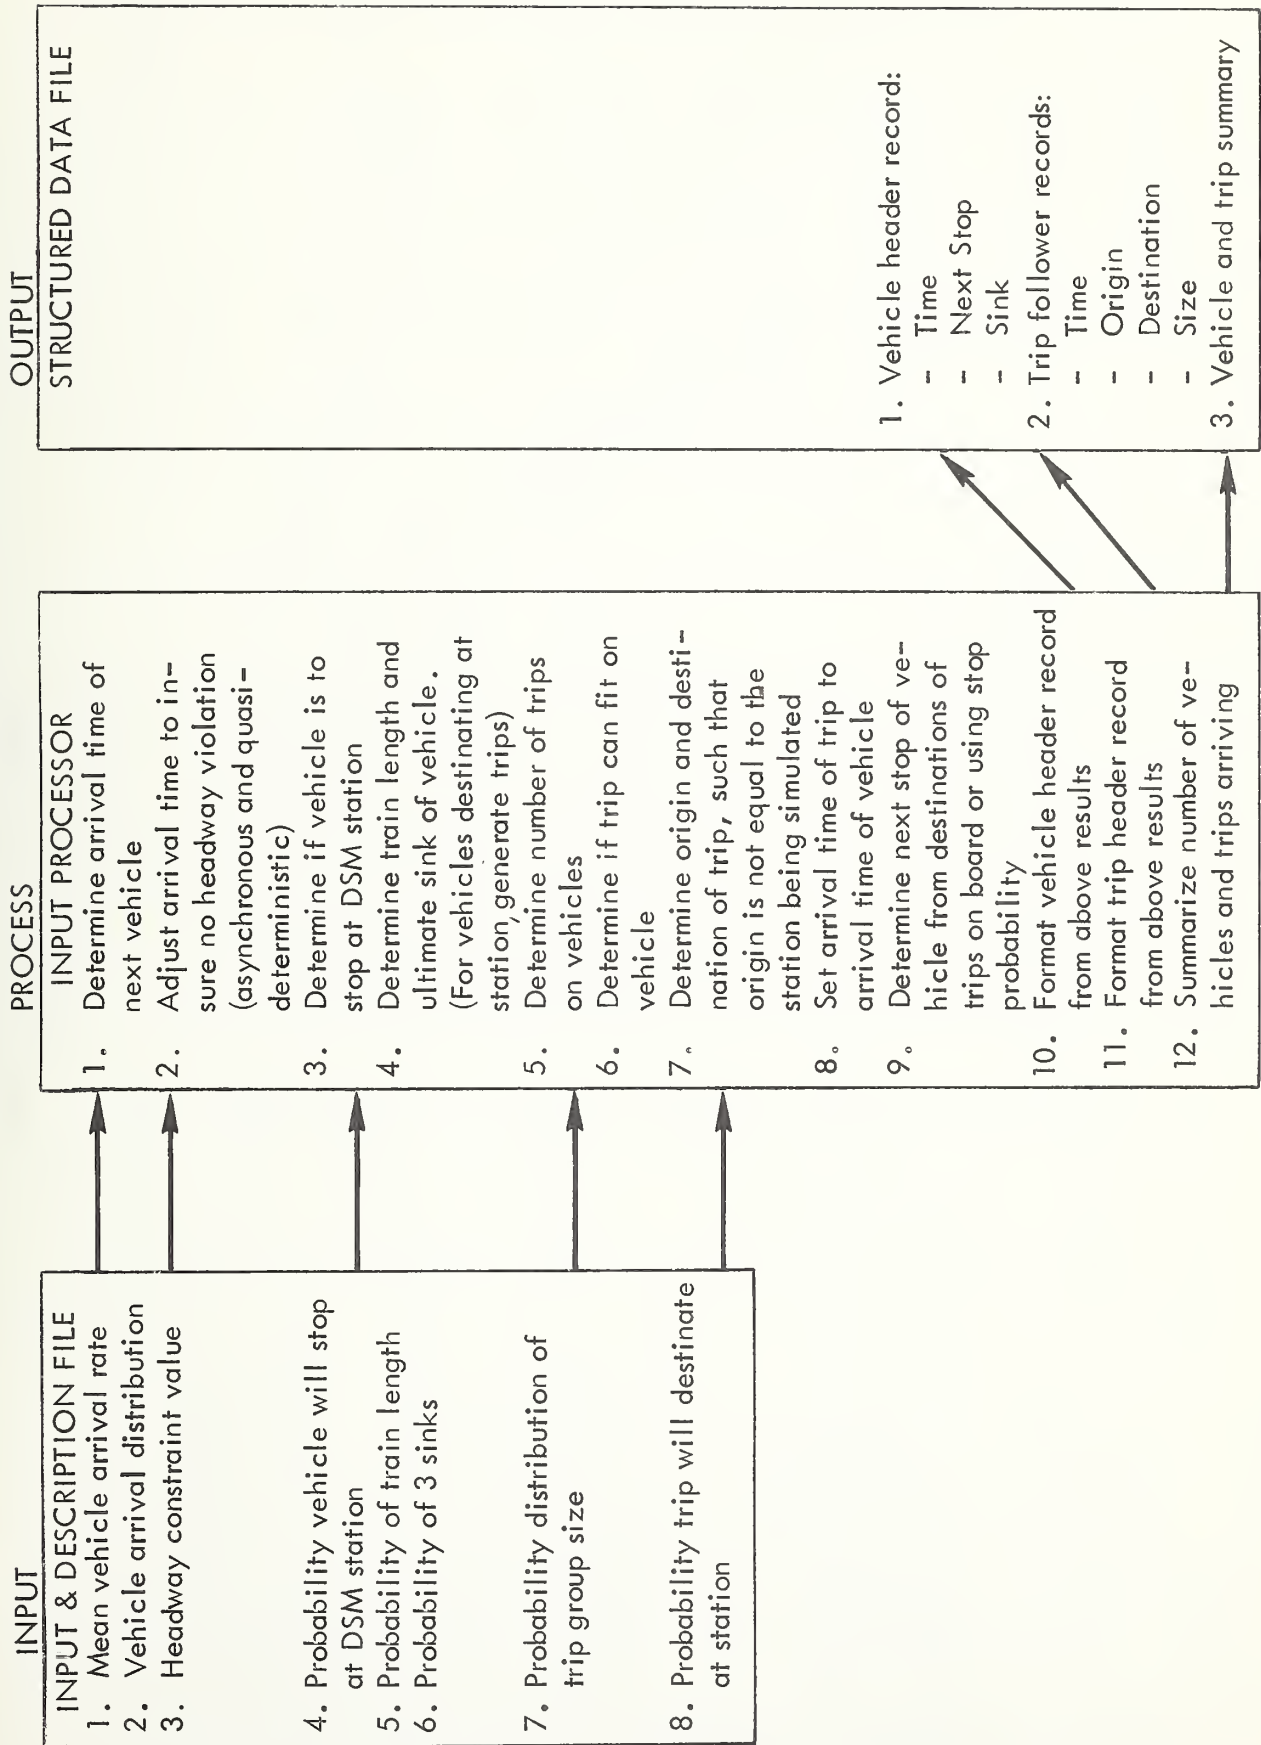 INPUT
INPUT & DESCRIPTION FILE
1. Mean vehicle arrival rate
2. Vehicle arrival distribution
3. Headway constraint value
4. Probability vehicle will stop
at DSM station
5. Probability of train length
6. Probability of 3 sinks
7. Probability distribution of
trip group size
8. Probability trip will destinate
at station
PROCESS
INPUT PROCESSOR
1. Determine arrival time of
next vehicle
2. Adjust arrival time to in-
sure no headway violation
(asynchronous and quasi-
deterministic)
3. Determine if vehicle is to
stop at DSM station
4. Determine train length and
ultimate sink of vehicle.
(For vehicles destinating at
station, generate trips)
5. Determine number of trips
on vehicles
6. Determine if trip can fit on
vehicle
7. Determine origin and desti-
nation of trip, such that
origin is not equal to the
station being simulated
8. Set arrival time of trip to
arrival time of vehicle
9. Determine next stop of ve-
hicle from destinations of
trips on board or using stop
probability
10. Format vehicle header record
from above results
11. Format trip header record
from above results
12. Summarize number of ve-
hicles and trips arriving
OUTPUT
STRUCTURED DATA FILE
1. Vehicle header record:
- Time
- Next Stop
- Sink
2. Trip follower records:
- Time
- Origin
- Destination
- Size
3. Vehicle and trip summary